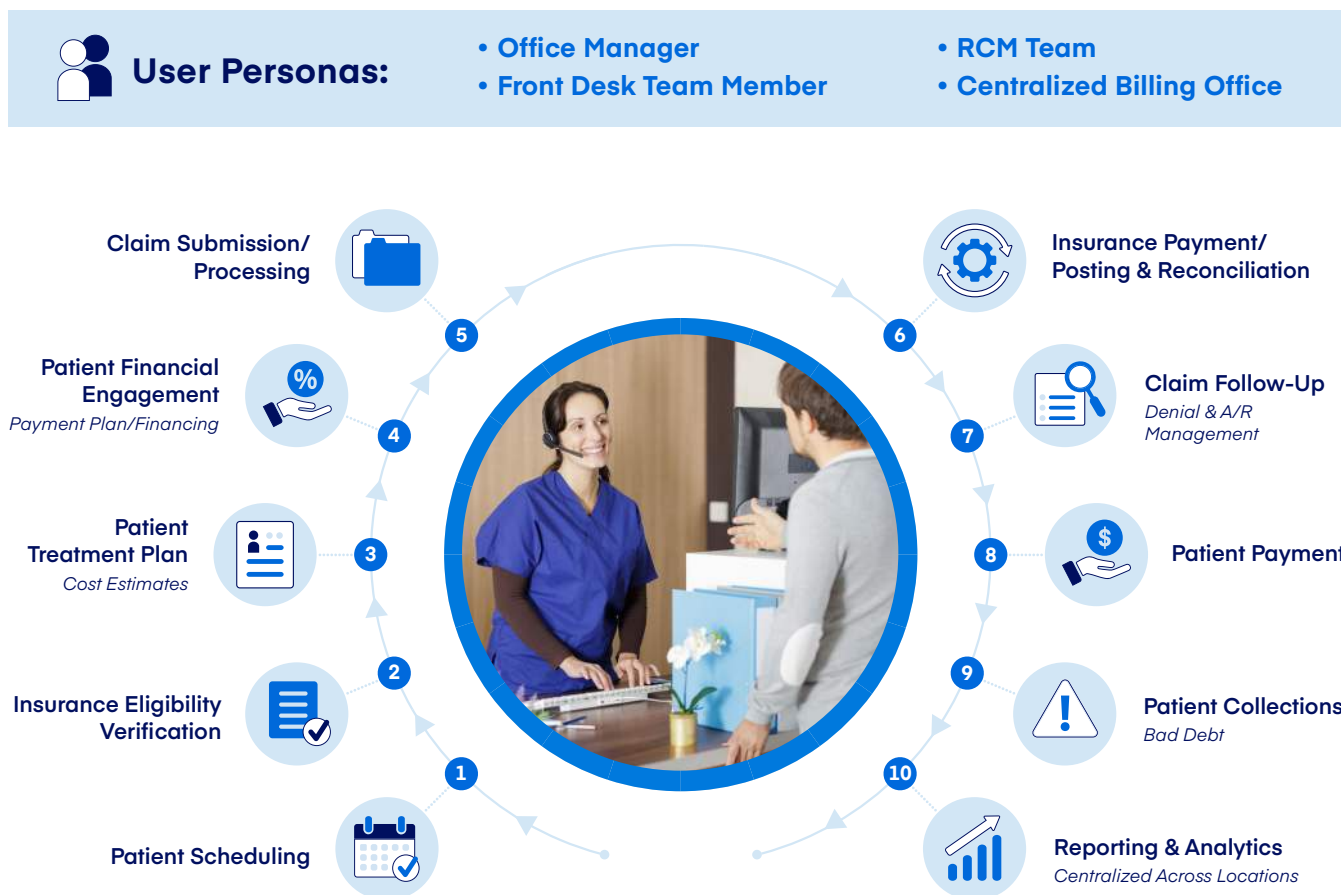 User Personas:
• Office Manager
• Front Desk Team Member
• RCM Team
• Centralized Billing Office
Claim Submission/
Processing
5
Patient Financial
Engagement
Payment Plan/Financing
%
4
Patient
Treatment Plan
Cost Estimates
3
Insurance Eligibility
Verification
2
Patient Scheduling
1
6
Insurance Payment/
Posting & Reconciliation
7
Claim Follow-Up
Denial & A/R
Management
8
$
Patient Payment
9
!
Patient Collections
Bad Debt
10
Reporting & Analytics
Centralized Across Locations